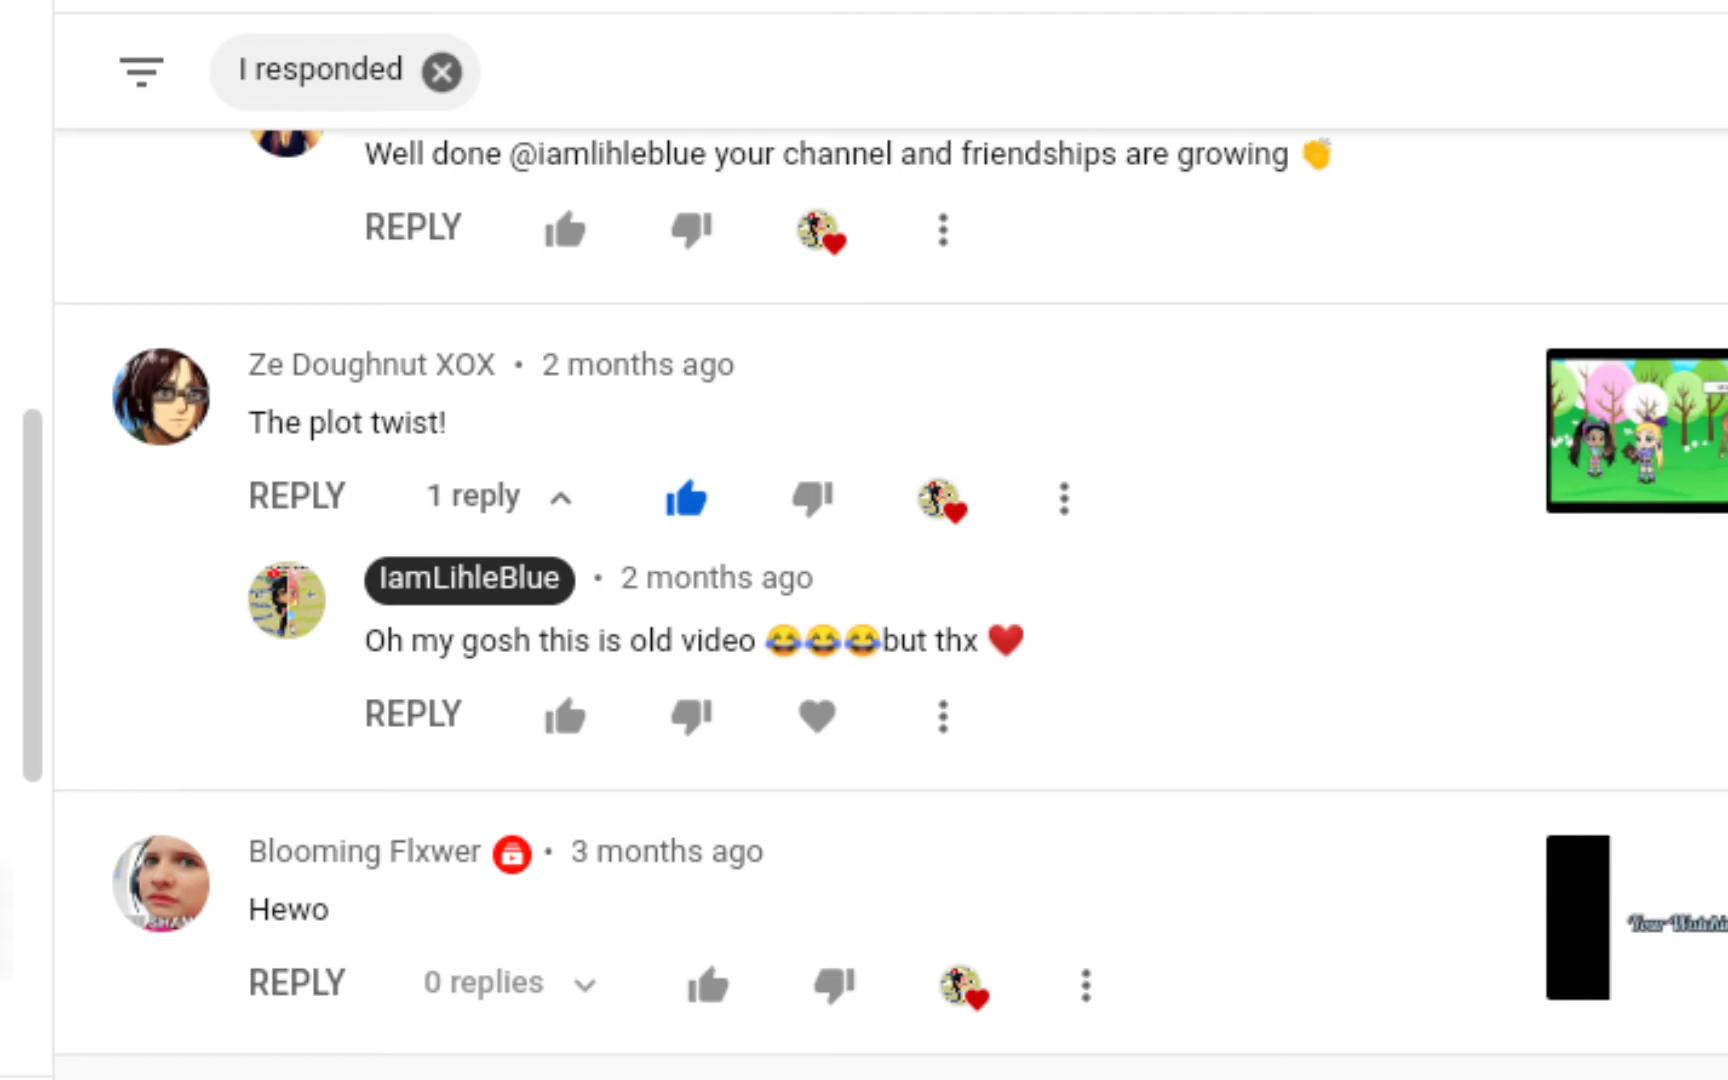 I responded
Well done @iamlihleblue your channel and friendships are growing 👏
REPLY
Ze Doughnut XOX • 2 months ago
The plot twist!
REPLY 1 reply
IamLihleBlue • 2 months ago
Oh my gosh this is old video 😂😂😂but thx ❤️
REPLY
Blooming Flxwer • 3 months ago
Hewo
REPLY 0 replies
Your Watchin